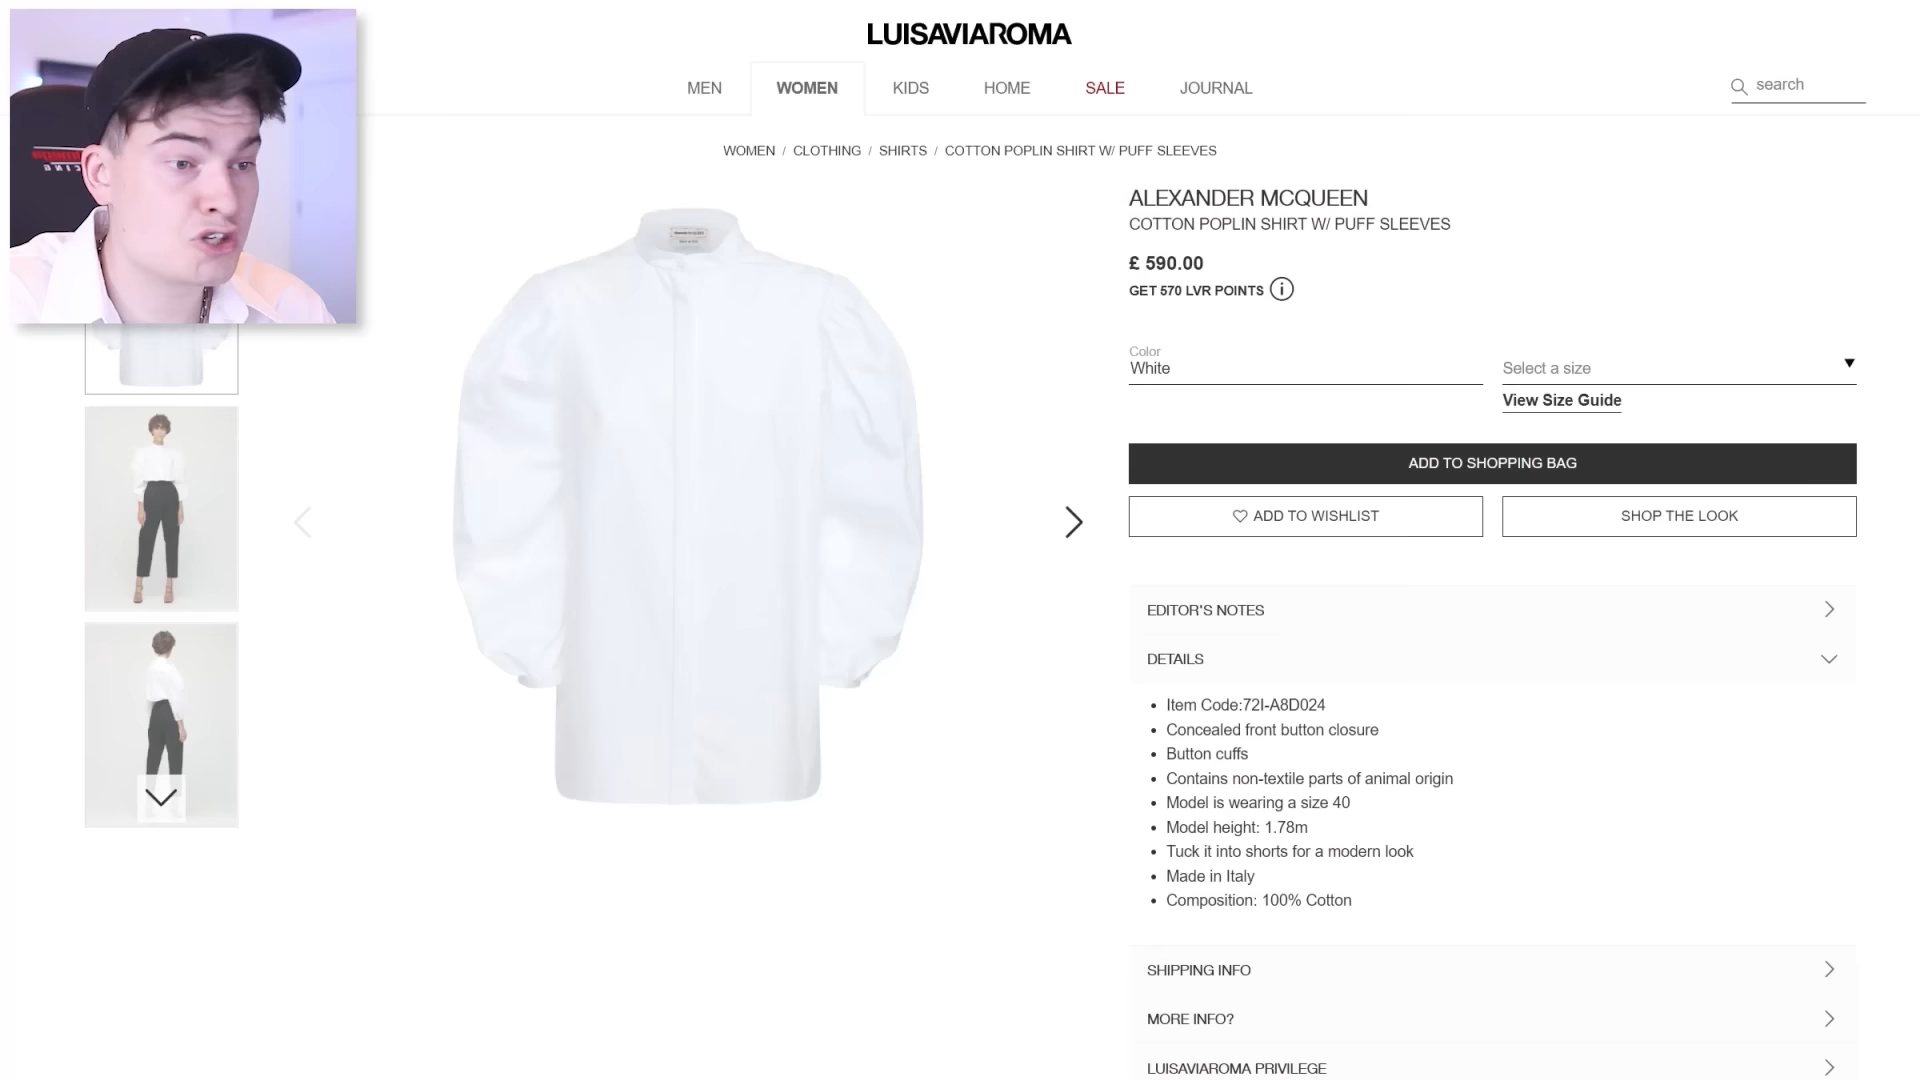 LUISAVIAROMA
MEN
WOMEN
KIDS
HOME
SALE
JOURNAL
search
WOMEN / CLOTHING / SHIRTS / COTTON POPLIN SHIRT W/ PUFF SLEEVES
ALEXANDER MCQUEEN
COTTON POPLIN SHIRT W/ PUFF SLEEVES
£ 590.00
GET 570 LVR POINTS i
Color
White
Select a size
View Size Guide
ADD TO SHOPPING BAG
ADD TO WISHLIST
SHOP THE LOOK
EDITOR'S NOTES
DETAILS
• Item Code:72I-A8D024
• Concealed front button closure
• Button cuffs
• Contains non-textile parts of animal origin
• Model is wearing a size 40
• Model height: 1.78m
• Tuck it into shorts for a modern look
• Made in Italy
• Composition: 100% Cotton
SHIPPING INFO
MORE INFO?
LUISAVIAROMA PRIVILEGE